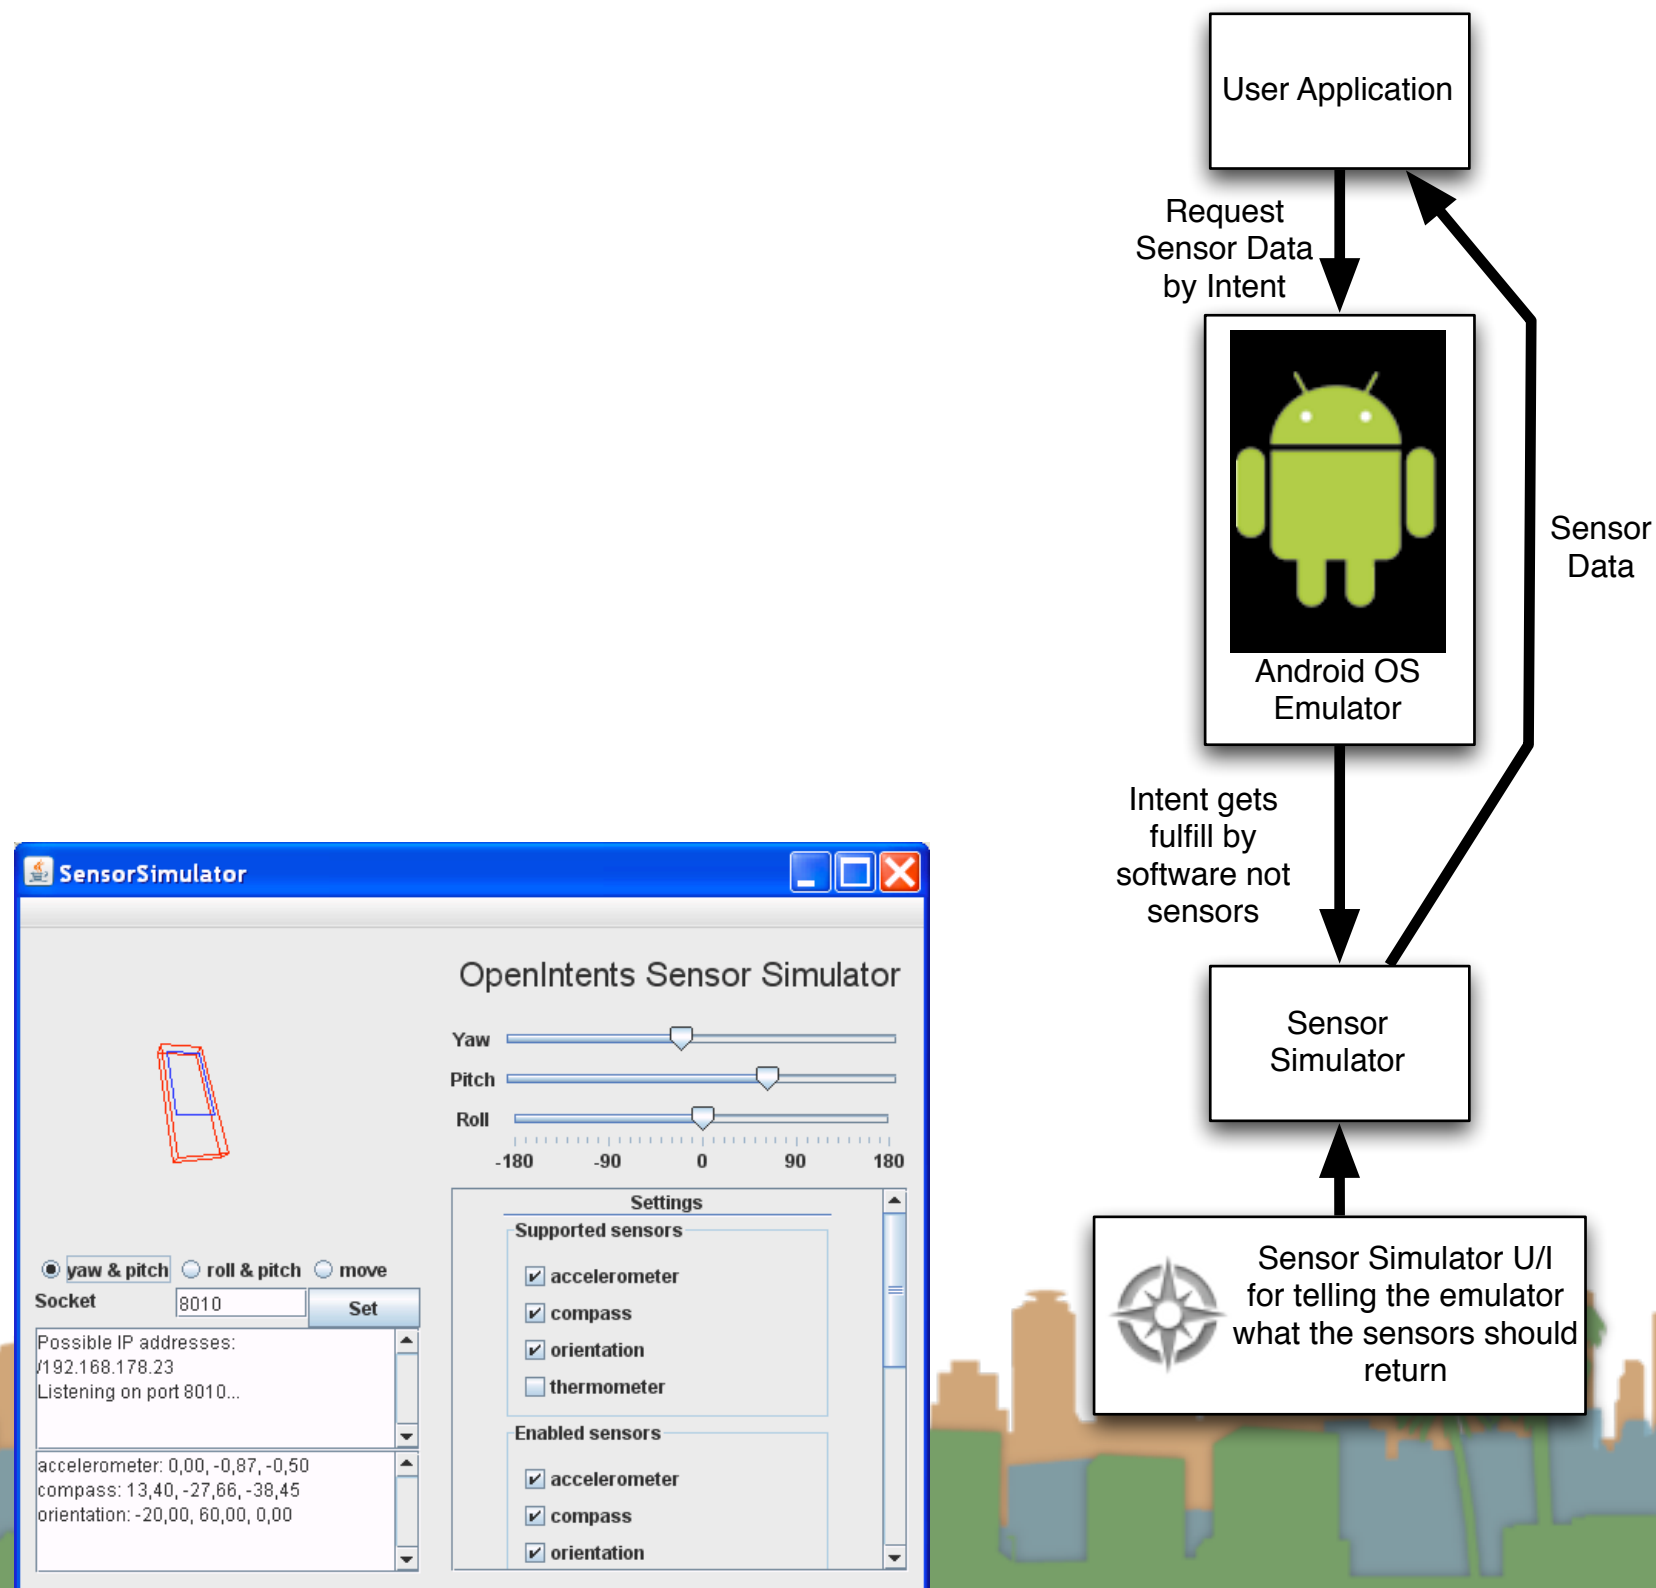 User Application
Request
Sensor Data
by Intent
Android OS
Emulator
Sensor
Data
Intent gets
fulfill by
software not
sensors
Sensor
Simulator
Sensor Simulator U/I
for telling the emulator
what the sensors should
return
SensorSimulator
OpenIntents Sensor Simulator
Yaw
Pitch
Roll
-180 -90 0 90 180
yaw & pitch roll & pitch move
Socket 8010 Set
Possible IP addresses:
/192.168.178.23
Listening on port 8010...
accelerometer: 0,00, -0,87, -0,50
compass: 13,40, -27,66, -38,45
orientation: -20,00, 60,00, 0,00
Settings
Supported sensors
accelerometer
compass
orientation
thermometer
Enabled sensors
accelerometer
compass
orientation